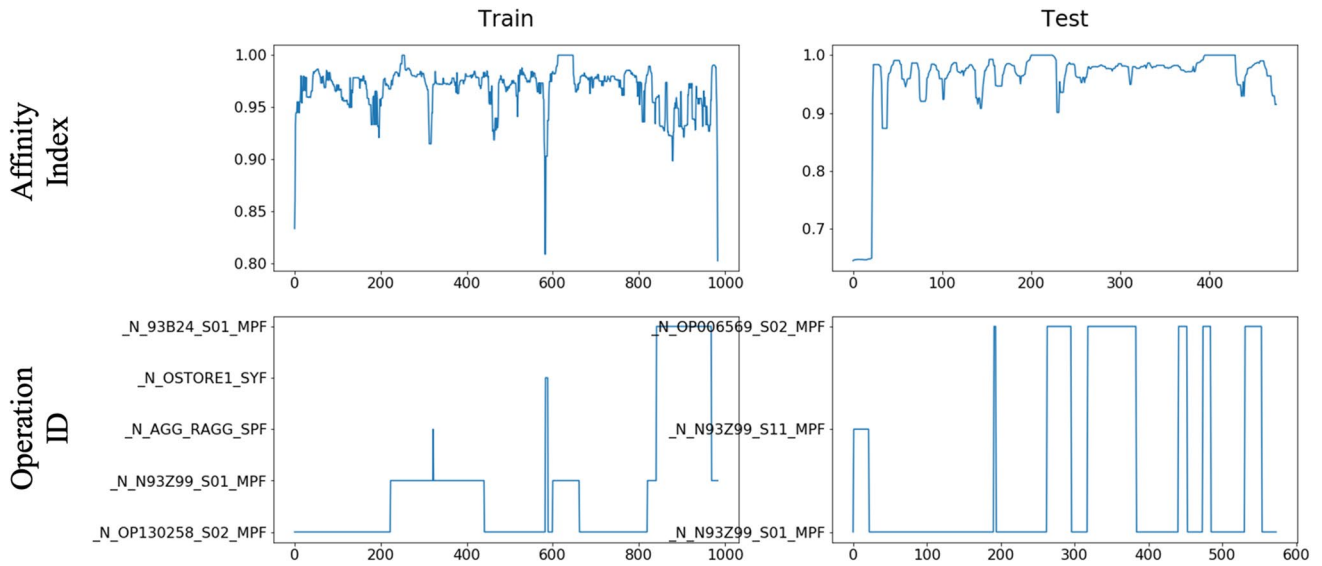 Train
Test
Affinity
Index
1.00
0.95
0.90
0.85
0.80
0
200
400
600
800
1000
1.0
0.9
0.8
0.7
0
100
200
300
400
Operation
ID
_N_93B24_S01_MPF
_N_OSTORE1_SYF
_N_AGG_RAGG_SPF
_N_N93Z99_S01_MPF
_N_OP130258_S02_MPF
0
200
400
600
800
1000
_N_OP006569_S02_MPF
_N_N93Z99_S11_MPF
_N_N93Z99_S01_MPF
0
100
200
300
400
500
600